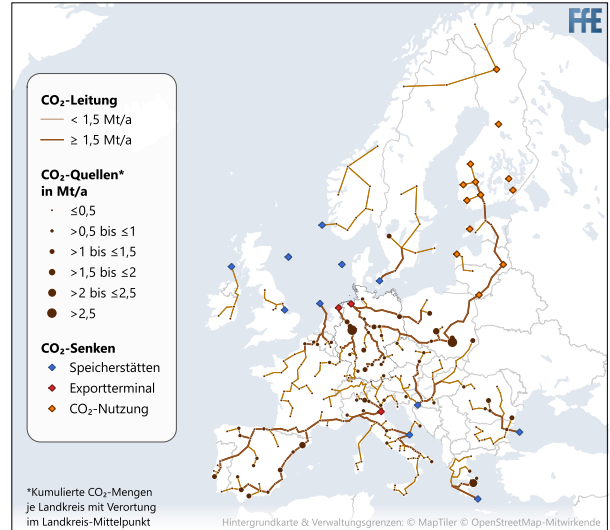 FfE
CO₂-Leitung
< 1,5 Mt/a
≥ 1,5 Mt/a
CO₂-Quellen*
in Mt/a
≤0,5
>0,5 bis ≤1
>1 bis ≤1,5
>1,5 bis ≤2
>2 bis ≤2,5
>2,5
CO₂-Senken
Speicherstätten
Exportterminal
CO₂-Nutzung
*Kumulierte CO₂-Mengen
je Landkreis mit Verortung
im Landkreis-Mittelpunkt
Hintergrundkarte & Verwaltungsgrenzen: © MapTiler © OpenStreetMap-Mitwirkende